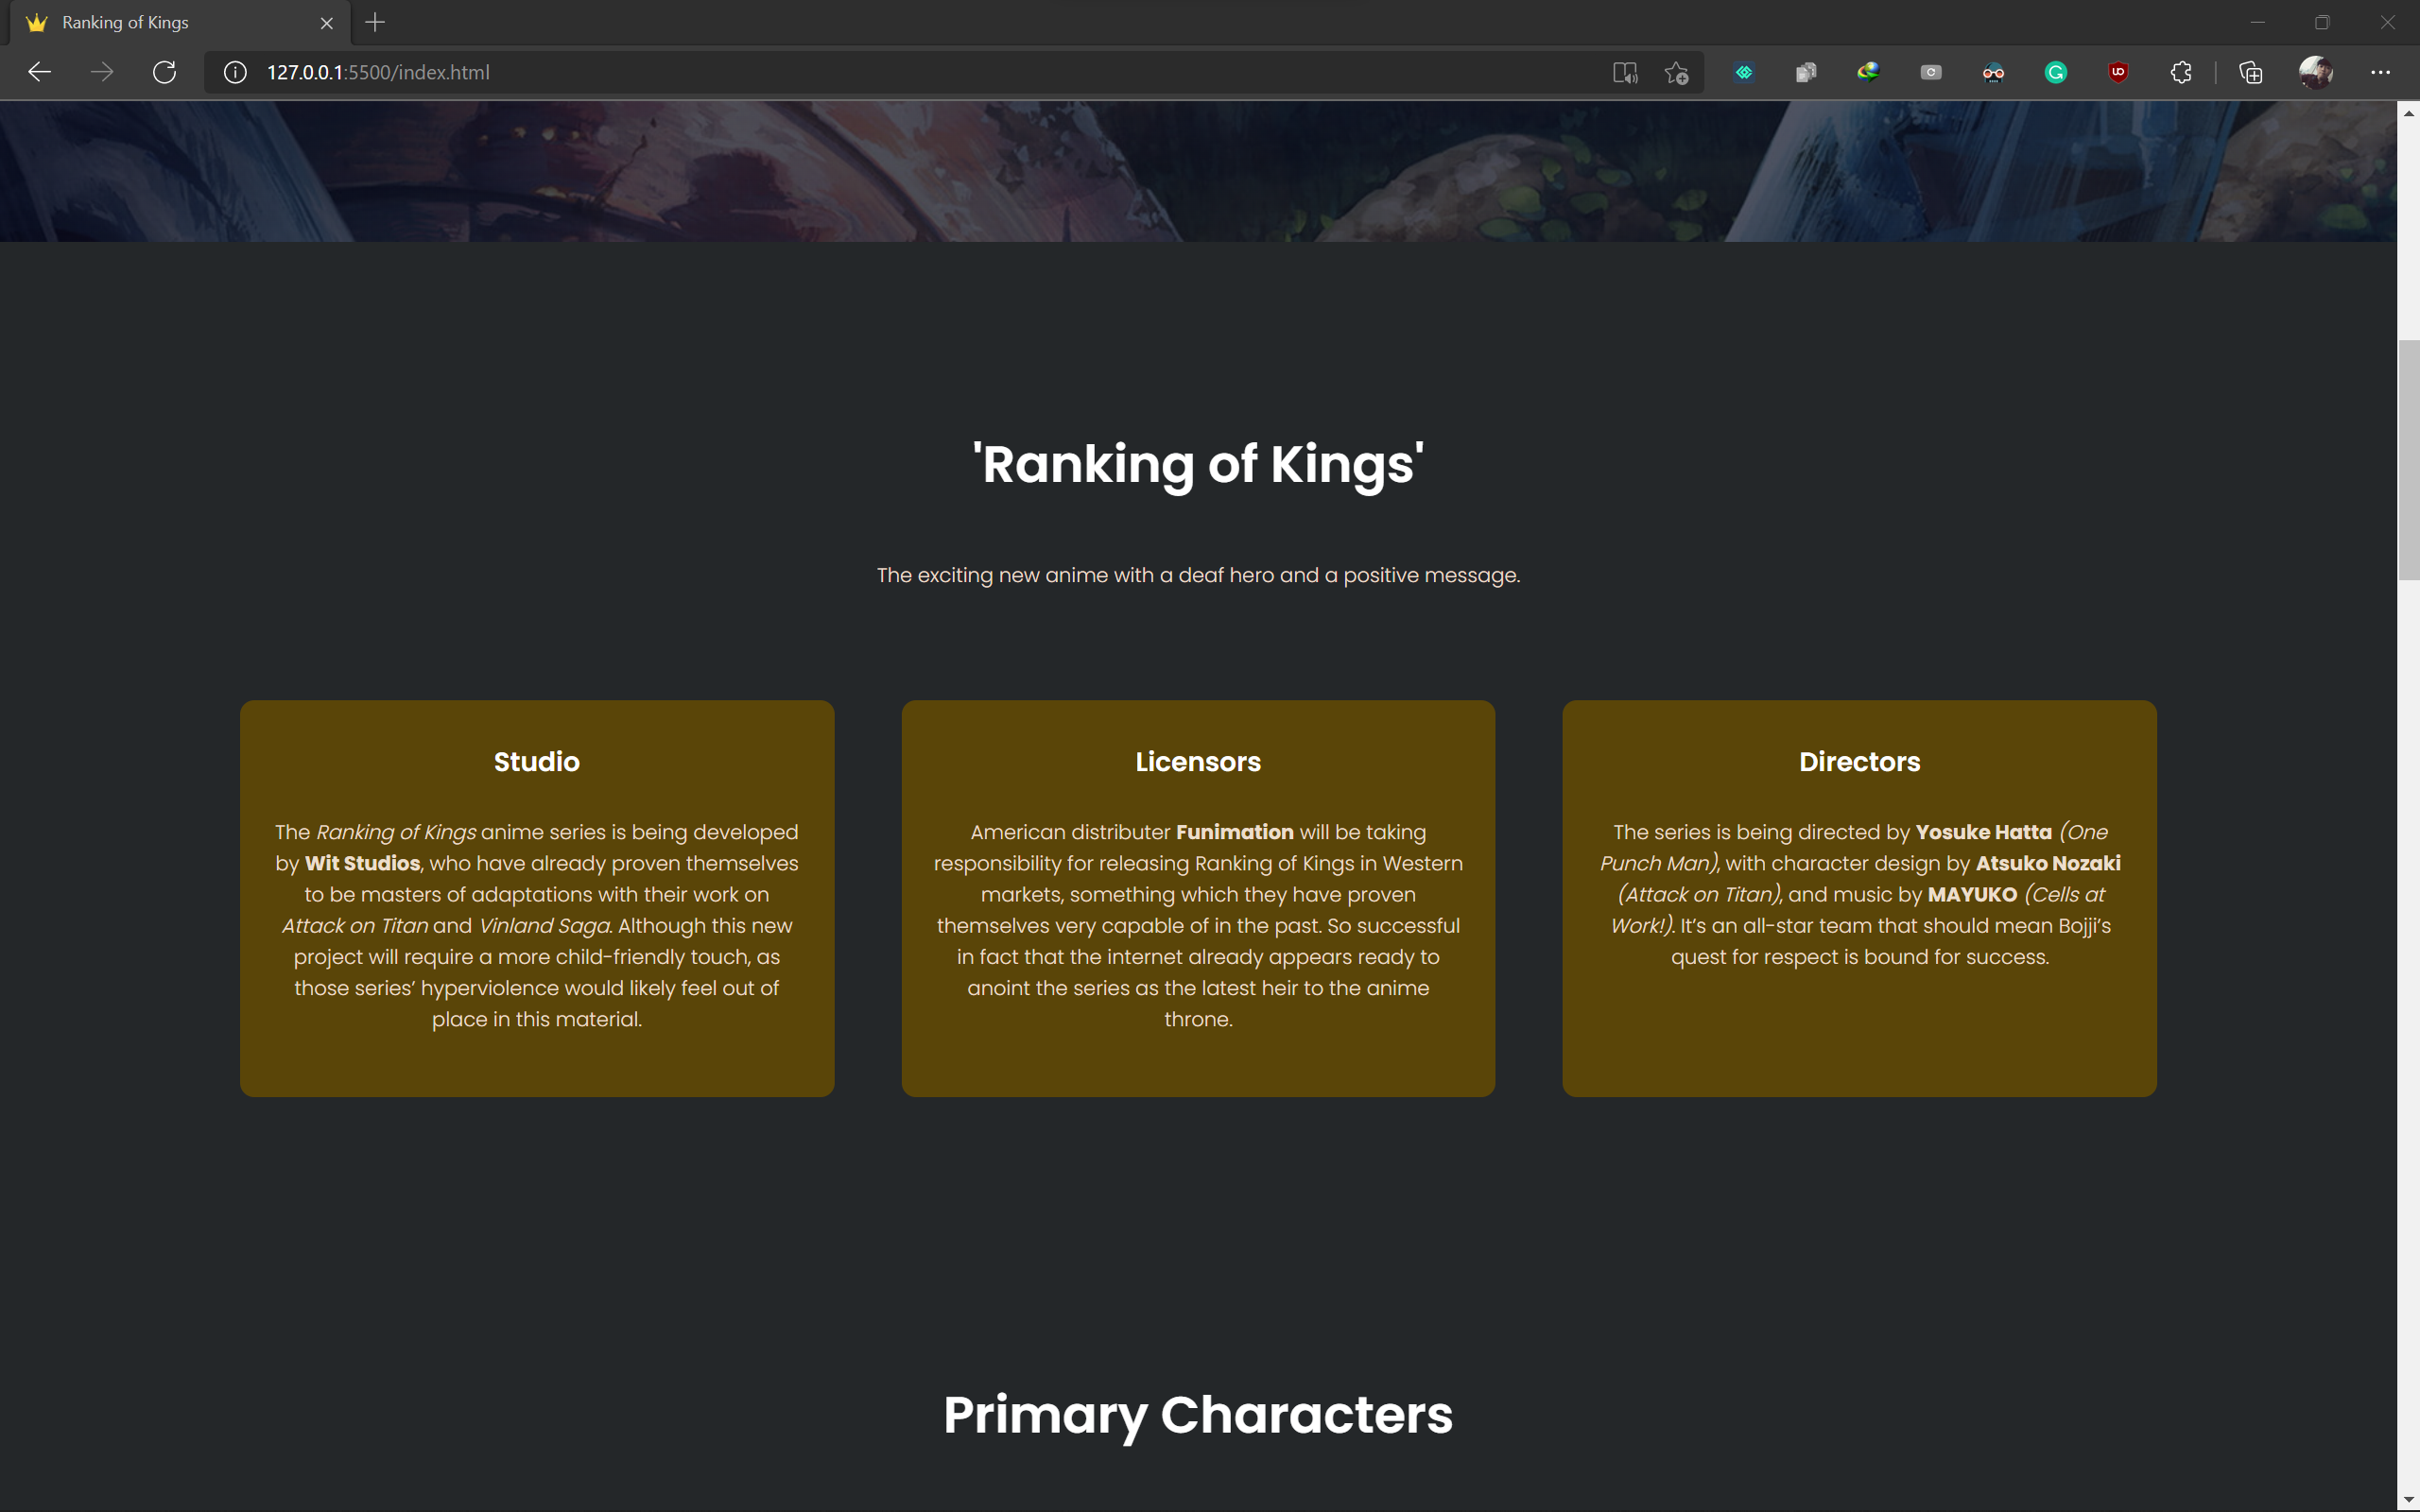 Ranking of Kings
127.0.0.1:5500/index.html
'Ranking of Kings'
The exciting new anime with a deaf hero and a positive message.
Studio
The Ranking of Kings anime series is being developed
by Wit Studios, who have already proven themselves
to be masters of adaptations with their work on
Attack on Titan and Vinland Saga. Although this new
project will require a more child-friendly touch, as
those series’ hyperviolence would likely feel out of
place in this material.
Licensors
American distributer Funimation will be taking
responsibility for releasing Ranking of Kings in Western
markets, something which they have proven
themselves very capable of in the past. So successful
in fact that the internet already appears ready to
anoint the series as the latest heir to the anime
throne.
Directors
The series is being directed by Yosuke Hatta (One
Punch Man), with character design by Atsuko Nozaki
(Attack on Titan), and music by MAYUKO (Cells at
Work!). It’s an all-star team that should mean Bojji’s
quest for respect is bound for success.
Primary Characters